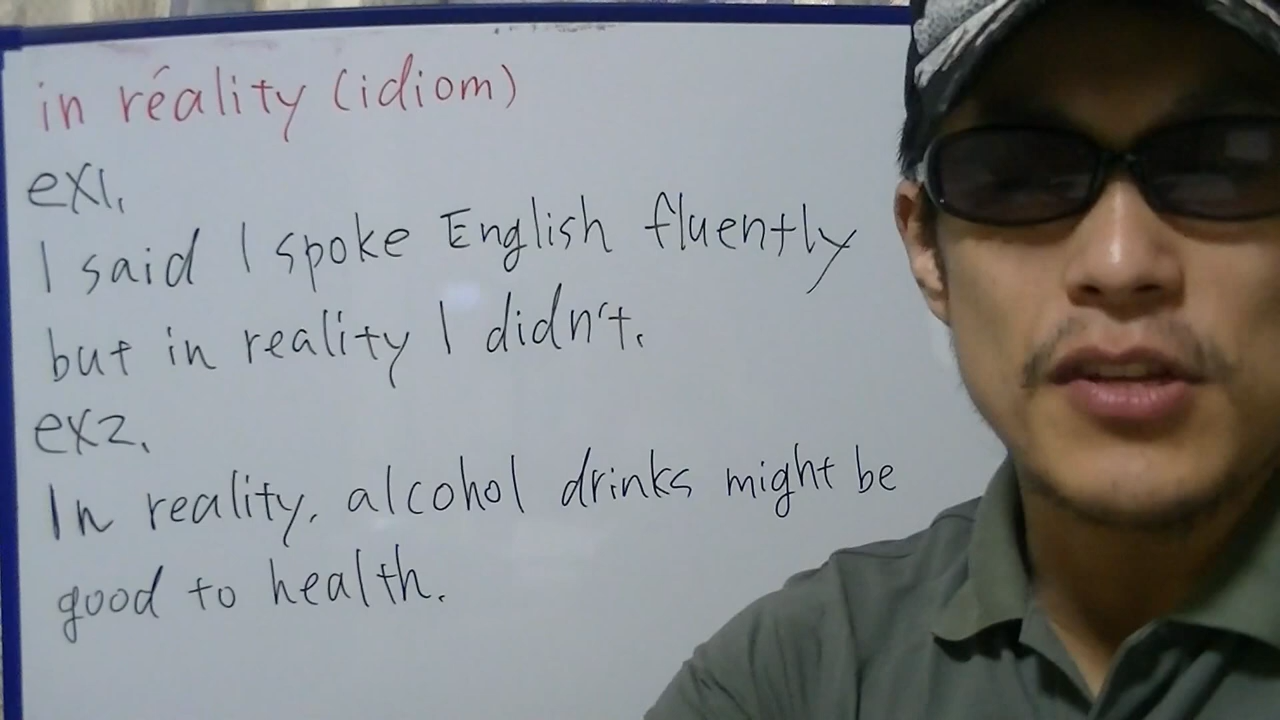 in réality (idiom)
ex1.
I said I spoke English fluently
but in reality I didn't.
ex2.
In reality, alcohol drinks might be
good to health.